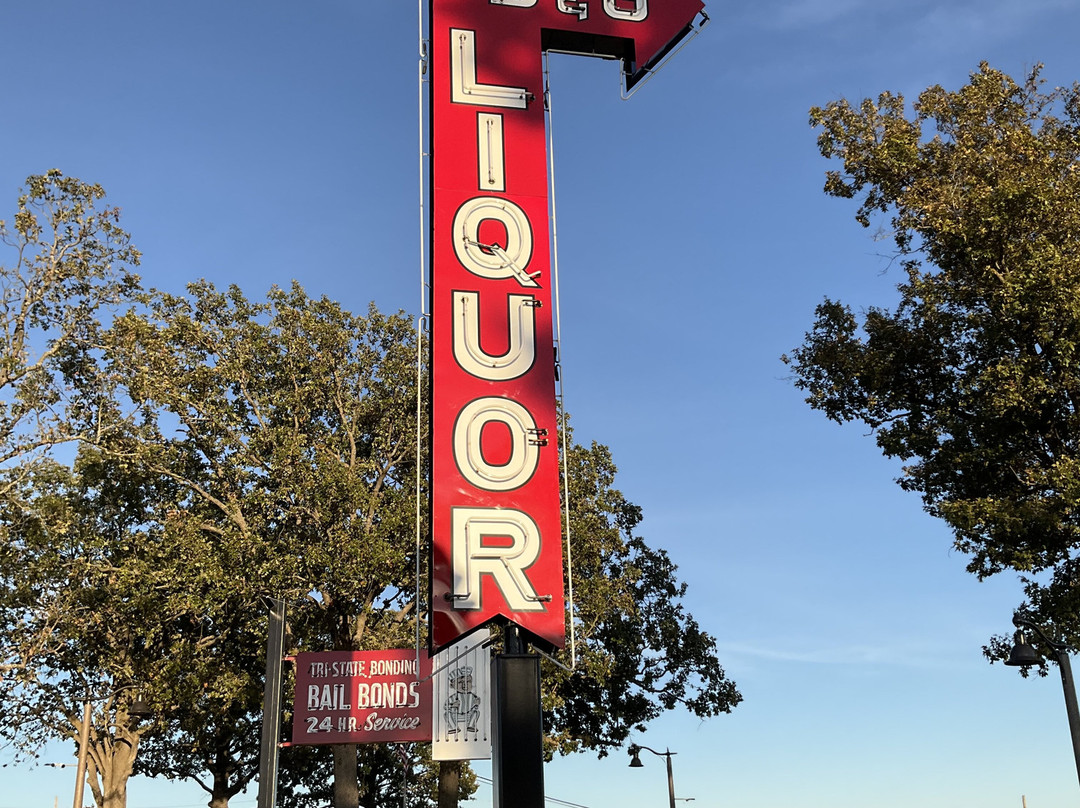 LIQUOR
TRI-STATE BONDING
BAIL BONDS
24 HR. Service